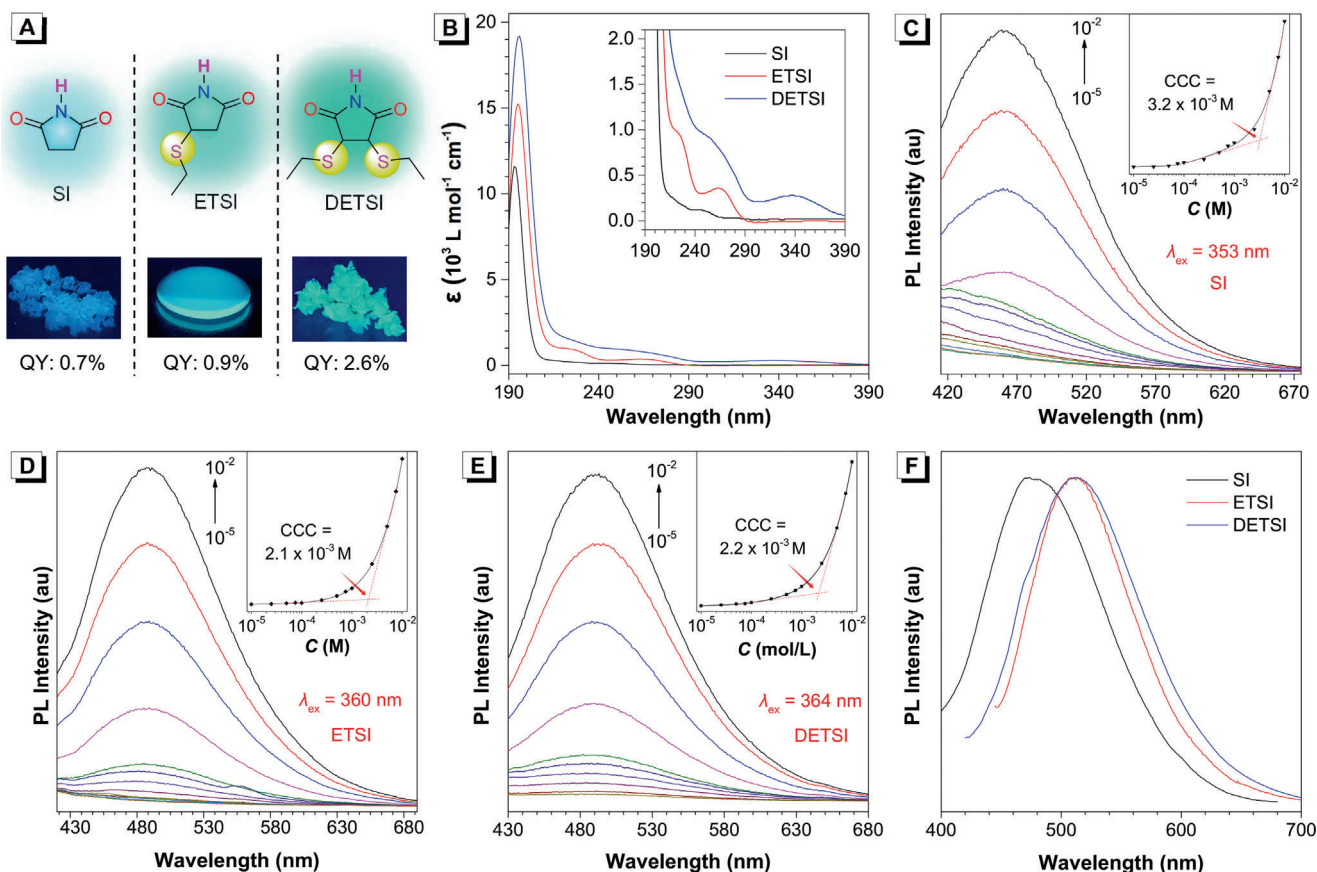 A
H
N
O
O
SI
H
N
O
O
S
ETSI
H
N
O
O
S
S
DETSI
QY: 0.7%
QY: 0.9%
QY: 2.6%
B
ε (10³ L mol⁻¹ cm⁻¹)
20
15
10
5
0
190 240 290 340 390
Wavelength (nm)
2.0
1.5
1.0
0.5
0.0
190 240 290 340 390
SI
ETSI
DETSI
C
PL Intensity (au)
10⁻²
10⁻⁵
CCC =
3.2 x 10⁻³ M
10⁻⁵ 10⁻⁴ 10⁻³ 10⁻²
C (M)
λex = 353 nm
SI
420 470 520 570 620 670
Wavelength (nm)
D
PL Intensity (au)
10⁻²
10⁻⁵
CCC =
2.1 x 10⁻³ M
10⁻⁵ 10⁻⁴ 10⁻³ 10⁻²
C (M)
λex = 360 nm
ETSI
430 480 530 580 630 680
Wavelength (nm)
E
PL Intensity (au)
10⁻²
10⁻⁵
CCC =
2.2 x 10⁻³ M
10⁻⁵ 10⁻⁴ 10⁻³ 10⁻²
C (mol/L)
λex = 364 nm
DETSI
430 480 530 580 630 680
Wavelength (nm)
F
PL Intensity (au)
SI
ETSI
DETSI
400 500 600 700
Wavelength (nm)